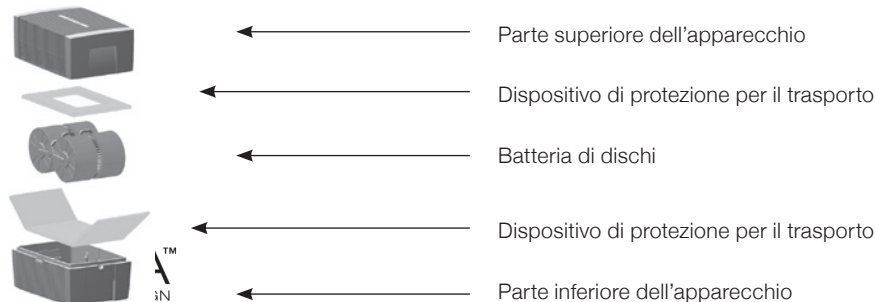 Parte superiore dell'apparecchio
Dispositivo di protezione per il trasporto
Batteria di dischi
Dispositivo di protezione per il trasporto
Parte inferiore dell'apparecchio